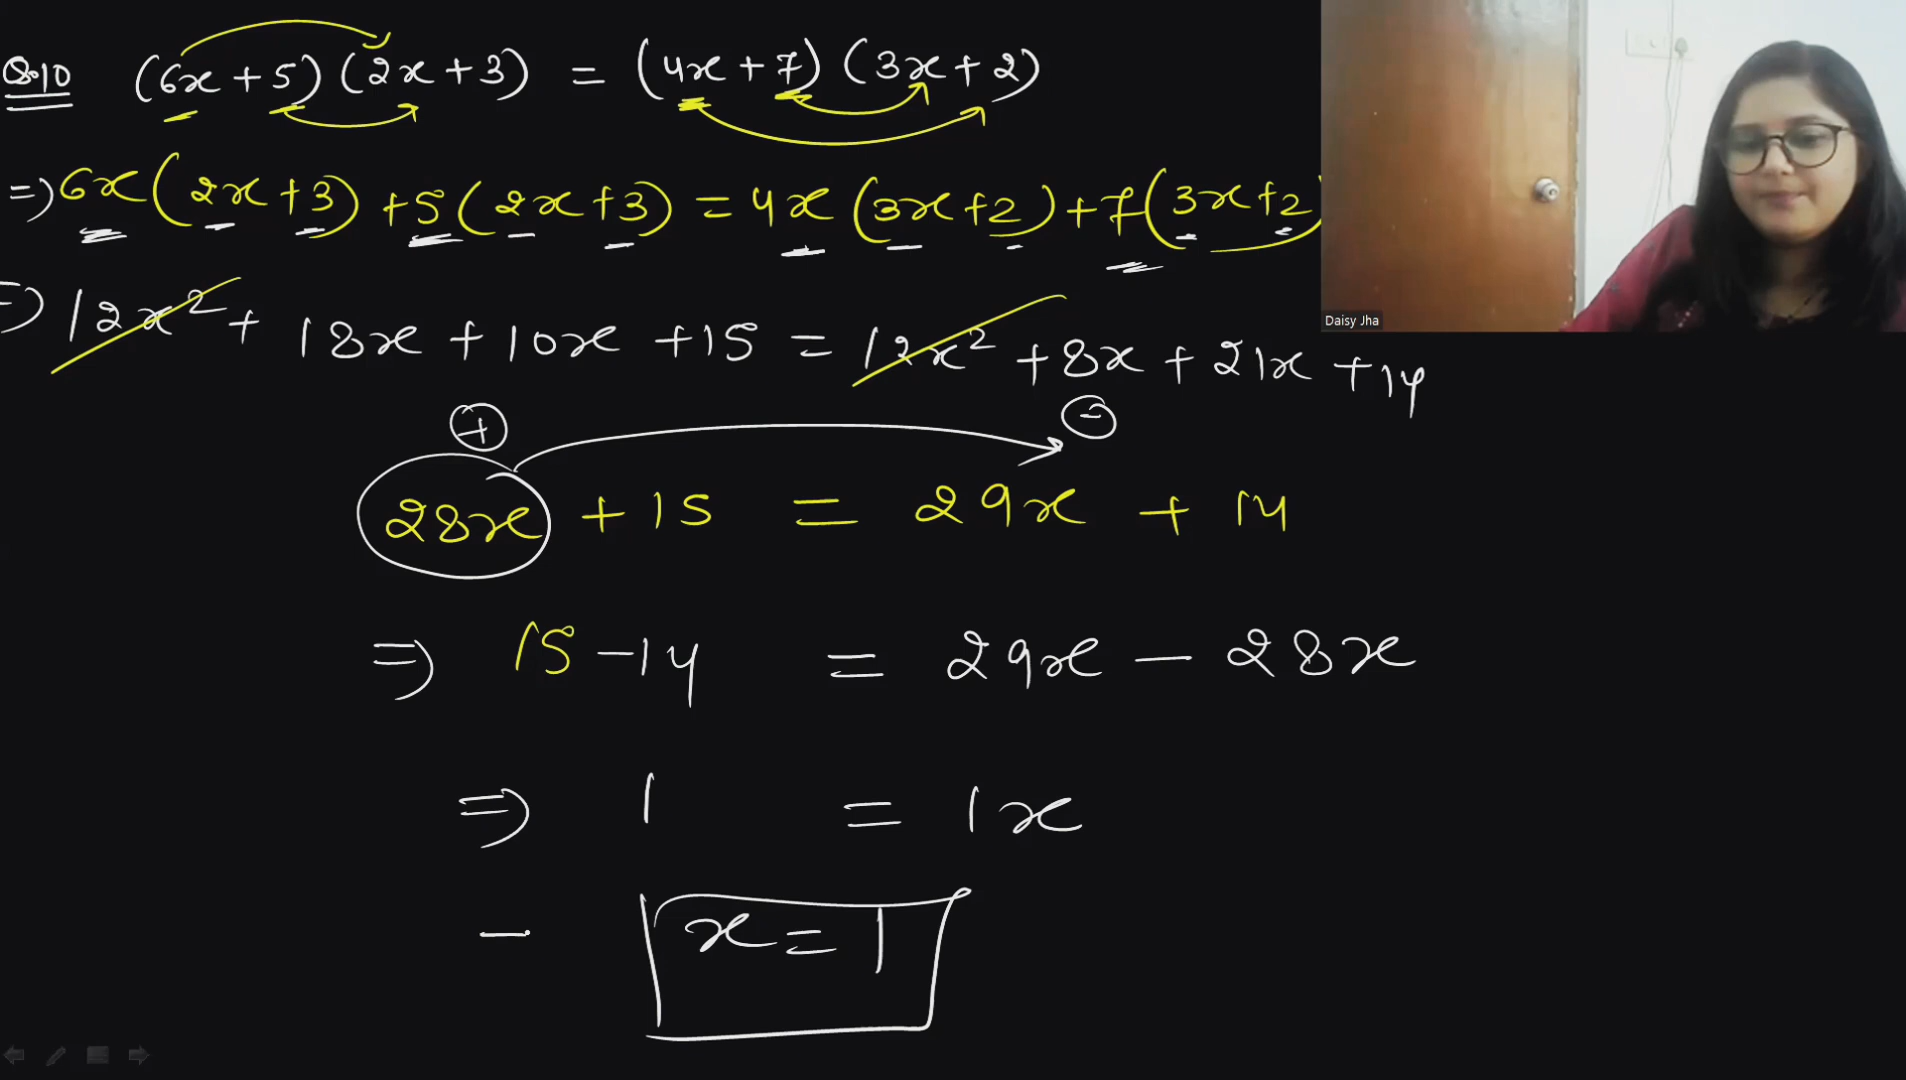 Q.10 (6x + 5) (2x + 3) = (4x + 7) (3x + 2)
=> 6x (2x + 3) + 5 (2x + 3) = 4x (3x + 2) + 7 (3x + 2)
=> 12x² + 18x + 10x + 15 = 12x² + 8x + 21x + 14
+ -
28x + 15 = 29x + 14
=> 15 - 14 = 29x - 28x
=> 1 = 1x
- x = 1
Daisy Jha